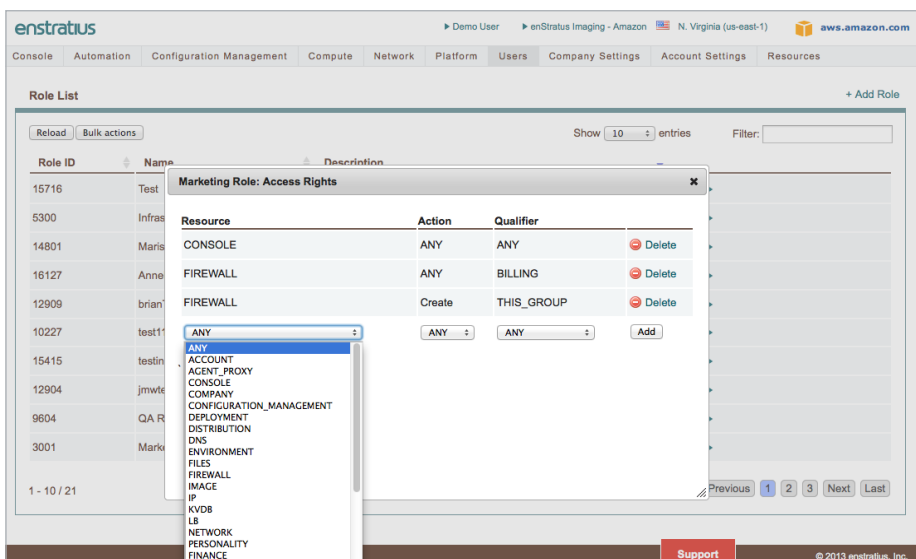 enstratus
Demo User enStratus Imaging - Amazon N. Virginia (us-east-1) aws.amazon.com
Console Automation Configuration Management Compute Network Platform Users Company Settings Account Settings Resources
Role List + Add Role
Reload Bulk actions Show 10 entries Filter:
Role ID Name Description
Marketing Role: Access Rights
15716 Test
Resource Action Qualifier
5300
CONSOLE ANY ANY Delete
14801
16127
FIREWALL ANY BILLING Delete
12909
FIREWALL Create THIS_GROUP Delete
10227
ANY ANY ANY Add
ANY
ACCOUNT
15415
AGENT_PROXY
CONSOLE
COMPANY
12904
CONFIGURATION_MANAGEMENT
DEPLOYMENT
9604 QA R
DISTRIBUTION
DNS
3001
ENVIRONMENT
FILES
FIREWALL
IMAGE
1 - 10 / 21 Previous 1 2 3 Next Last
IP
KVDB
LB
NETWORK
PERSONALITY
FINANCE
Support
© 2013 enstratius, Inc.